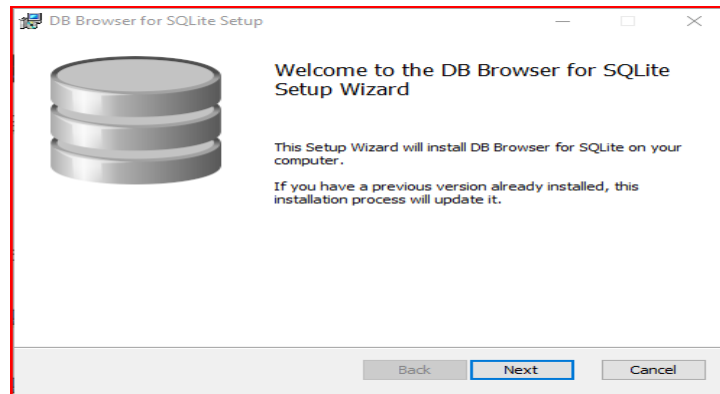 DB Browser for SQLite Setup
Welcome to the DB Browser for SQLite
Setup Wizard
This Setup Wizard will install DB Browser for SQLite on your
computer.
If you have a previous version already installed, this
installation process will update it.
Back Next Cancel